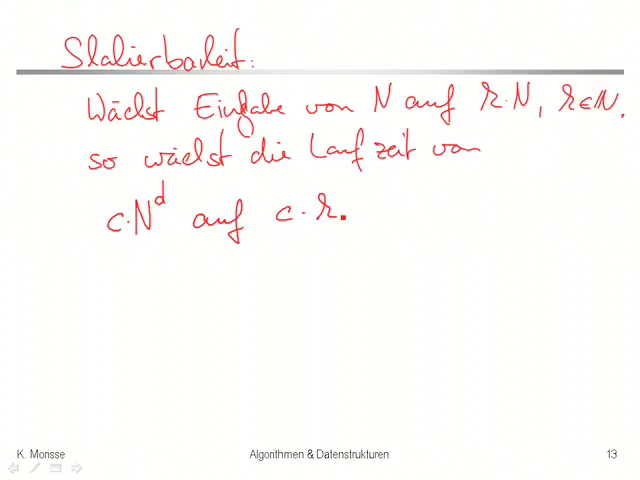 Skalierbarkeit:
Wächst Eingabe von N auf k·N, k∈ℕ,
so wächst die Laufzeit von
c·N^d auf c·k.
K. Morisse
Algorithmen & Datenstrukturen
13